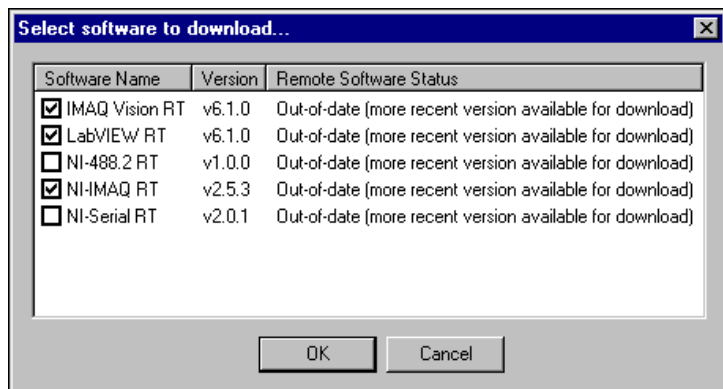 Select software to download...
Software Name Version Remote Software Status
IMAQ Vision RT v6.1.0 Out-of-date (more recent version available for download)
LabVIEW RT v6.1.0 Out-of-date (more recent version available for download)
NI-488.2 RT v1.0.0 Out-of-date (more recent version available for download)
NI-IMAQ RT v2.5.3 Out-of-date (more recent version available for download)
NI-Serial RT v2.0.1 Out-of-date (more recent version available for download)
OK Cancel